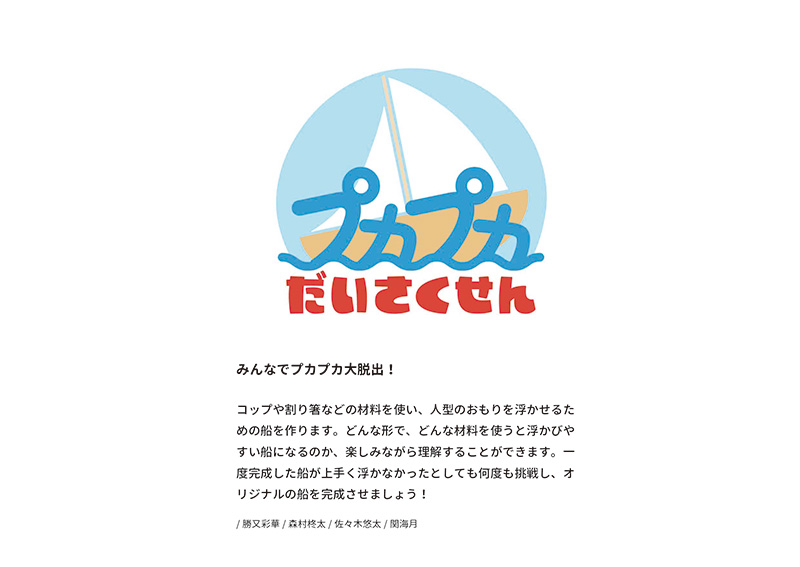 プカプカ
だいさくせん
みんなでプカプカ大脱出！
コップや割り箸などの材料を使い、人型のおもりを浮かせるた
めの船を作ります。どんな形で、どんな材料を使うと浮かびや
すい船になるのか、楽しみながら理解することができます。一
度完成した船が上手く浮かなかったとしても何度も挑戦し、オ
リジナルの船を完成させましょう！
/ 勝又彩華 / 森村柊太 / 佐々木悠太 / 関海月